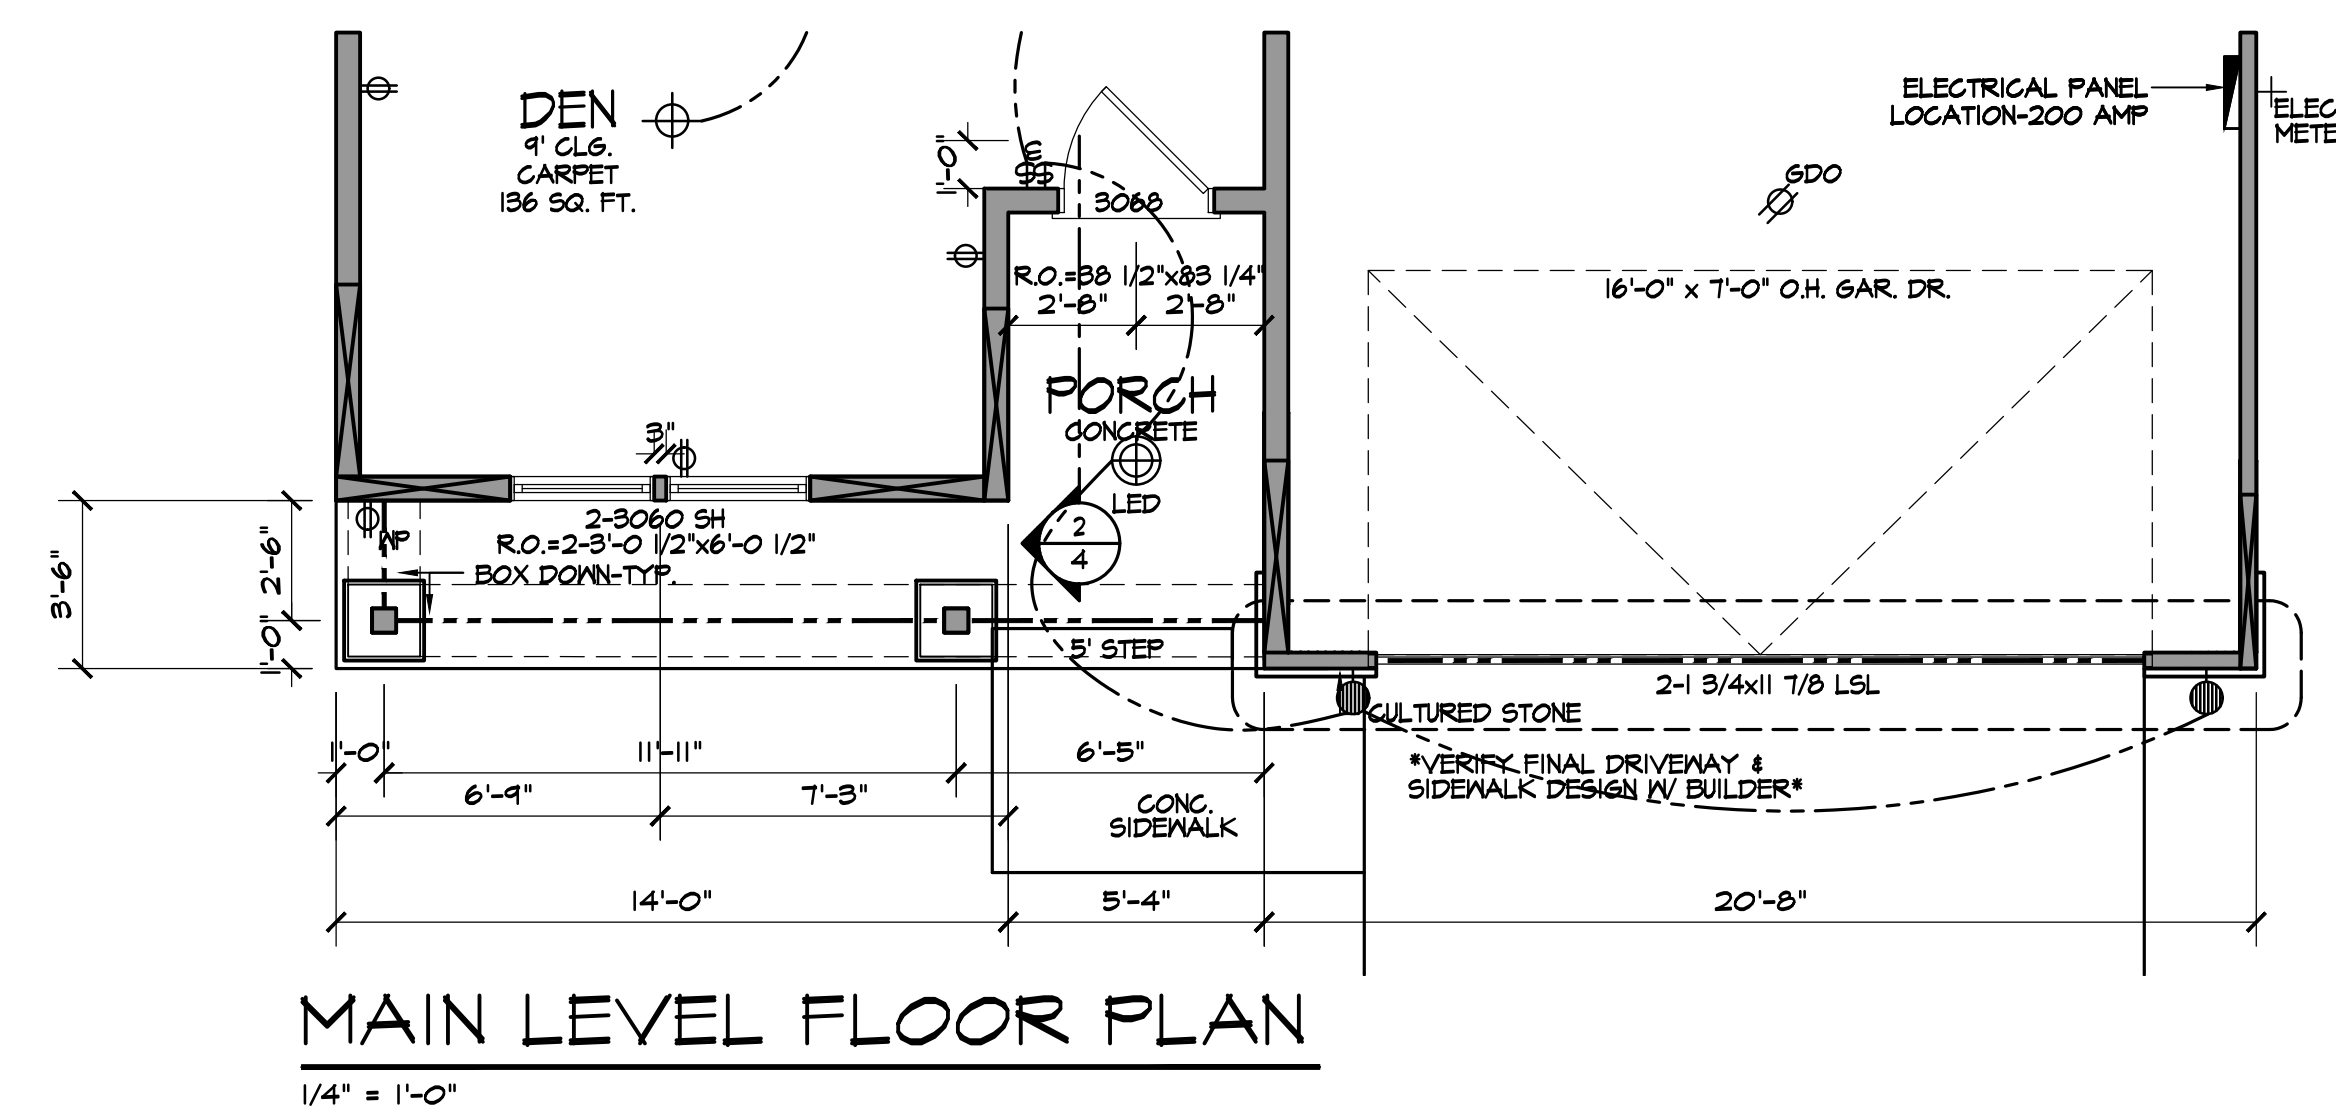 DEN
9' CLG.
CARPET
136 SQ. FT.
ELECTRICAL PANEL
LOCATION-200 AMP
ELEC
METE
GDO
1'-0"
3
$$
3068
R.O.=38 1/2"x83 1/4"
2'-8"
2'-8"
16'-0" x 7'-0" O.H. GAR. DR.
PORCH
CONCRETE
LED
3"
2-3060 SH
R.O.=2-3'-0 1/2"x6'-0 1/2"
BOX DOWN-TYP.
WP
2
4
3'-6"
2'-6"
1'-0"
5' STEP
2-1 3/4x11 7/8 LSL
CULTURED STONE
*VERIFY FINAL DRIVEWAY &
SIDEWALK DESIGN W/ BUILDER*
1'-0"
11'-11"
6'-5"
6'-9"
7'-3"
CONC.
SIDEWALK
14'-0"
5'-4"
20'-8"
MAIN LEVEL FLOOR PLAN
1/4" = 1'-0"